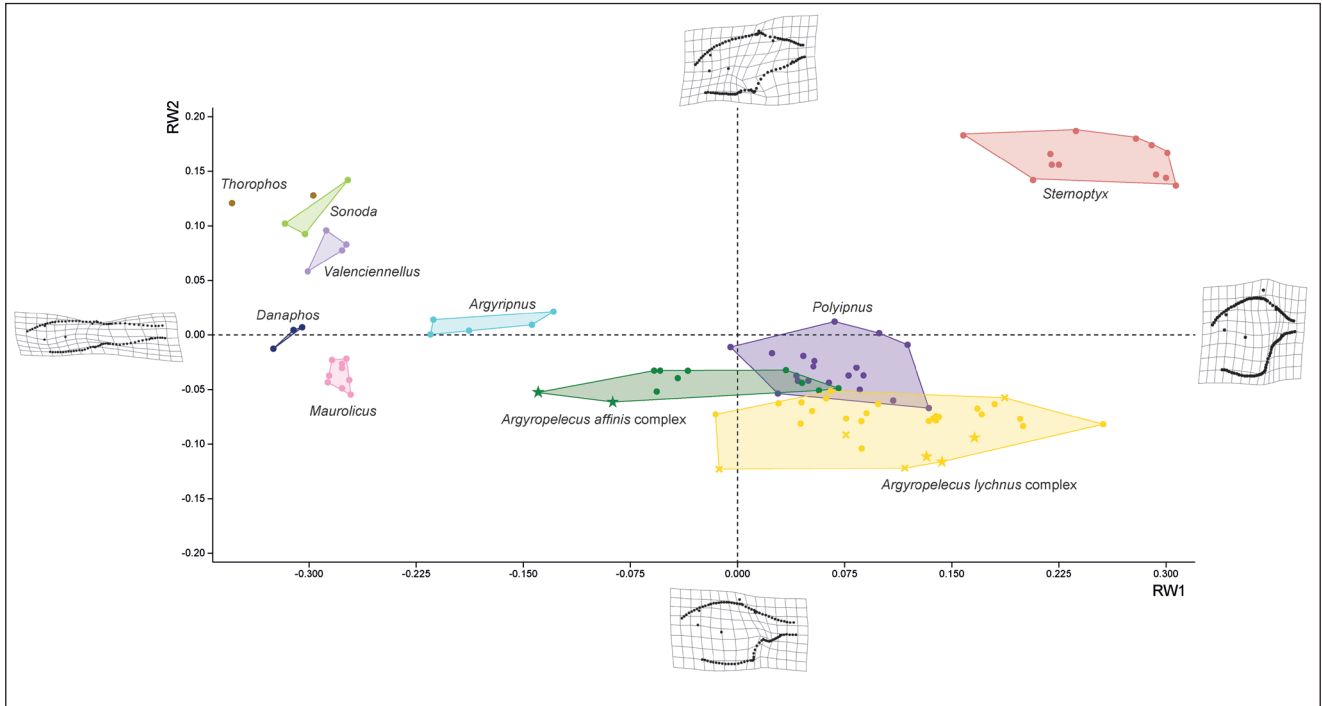 RW2
0.20
0.15
0.10
0.05
0.00
-0.05
-0.10
-0.15
-0.20
Thorophos
Sonoda
Valenciennellus
Danaphos
Maurolicus
Argyripnus
Polyipnus
Sternoptyx
Argyropelecus affinis complex
Argyropelecus lychnus complex
-0.300 -0.225 -0.150 -0.075 0.000 0.075 0.150 0.225 0.300
RW1